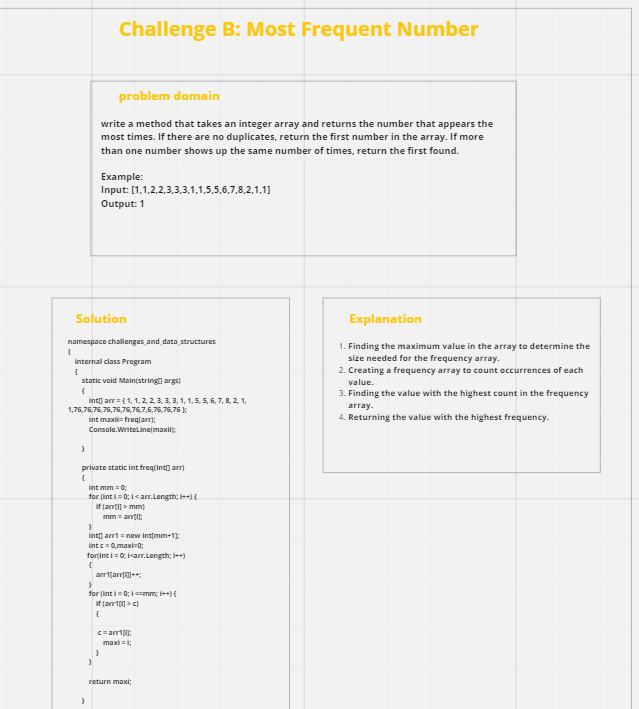 Challenge B: Most Frequent Number
problem domain
write a method that takes an integer array and returns the number that appears the
most times. If there are no duplicates, return the first number in the array. If more
than one number shows up the same number of times, return the first found.
Example:
Input: [1,1,2,2,3,3,3,1,1,5,5,6,7,8,2,1,1]
Output: 1
Solution
namespace challenges_and_data_structures
{
internal class Program
{
static void Main(string[] args)
{
int[] arr = { 1, 1, 2, 2, 3, 3, 3, 1, 1, 5, 5, 6, 7, 8, 2, 1,
1,76,76,76,76,76,76,76,7,6,76,76,76 };
int maxii= freq(arr);
Console.WriteLine(maxii);
}
private static int freq(int[] arr)
{
int mm = 0;
for (int i = 0; i < arr.Length; i++) {
if (arr[i] > mm)
mm = arr[i];
}
int[] arr1 = new int[mm+1];
int c = 0,maxi=0;
for(int i = 0; i<arr.Length; i++)
{
arr1[arr[i]]++;
}
for (int i = 0; i <=mm; i++) {
if (arr1[i] > c)
{
c = arr1[i];
maxi = i;
}
}
return maxi;
}
Explanation
1. Finding the maximum value in the array to determine the
size needed for the frequency array.
2. Creating a frequency array to count occurrences of each
value.
3. Finding the value with the highest count in the frequency
array.
4. Returning the value with the highest frequency.